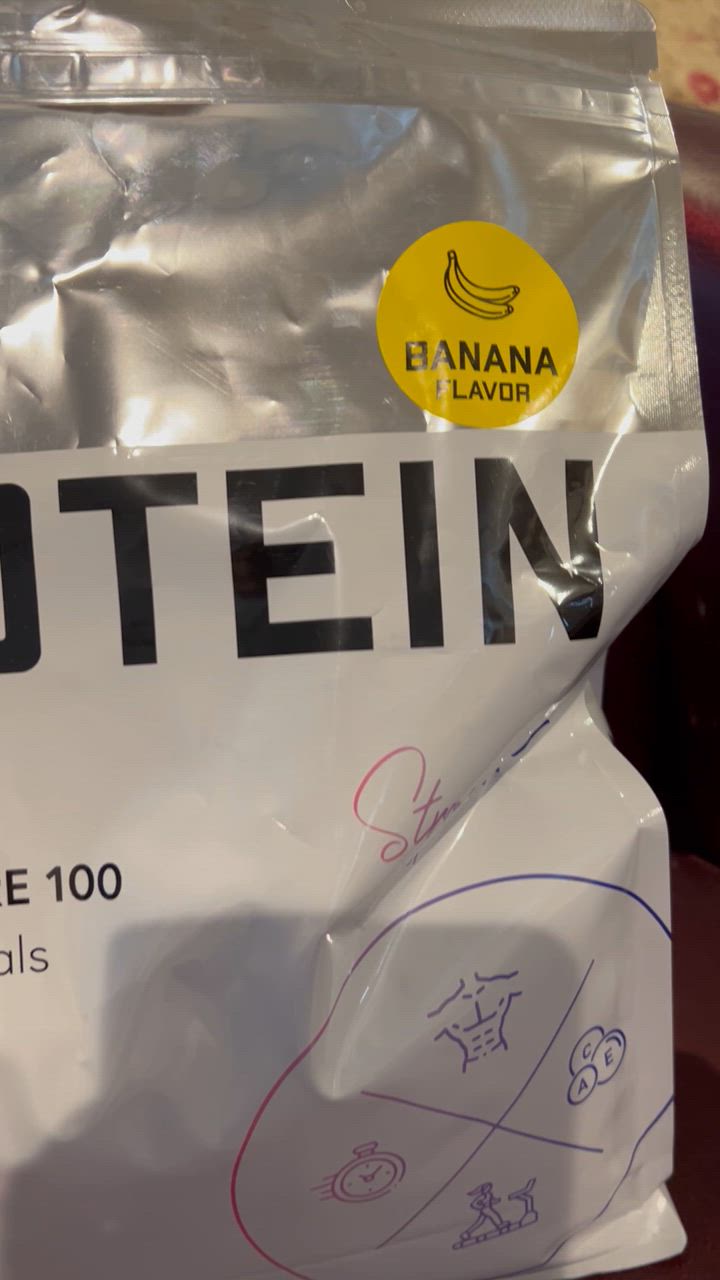 BANANA
FLAVOR
OTEIN
E 100
als
C
E
A